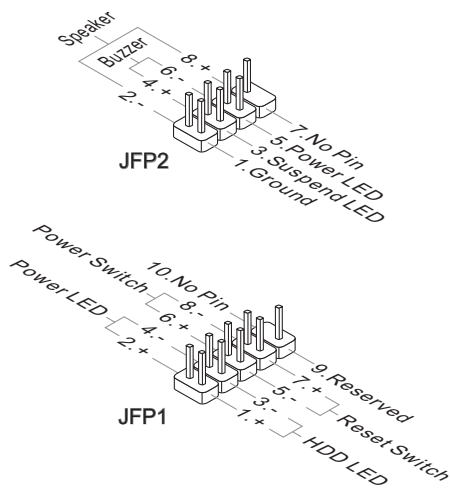 Speaker
Buzzer
8.+
6.-
4.+
2.-
7.No Pin
5.Power LED
3.Suspend LED
1.Ground
JFP2
10.No Pin
Power Switch
8.-
6.+
Power LED
4.-
2.+
9.Reserved
7.+
5.-
Reset Switch
3.-
1.+
HDD LED
JFP1